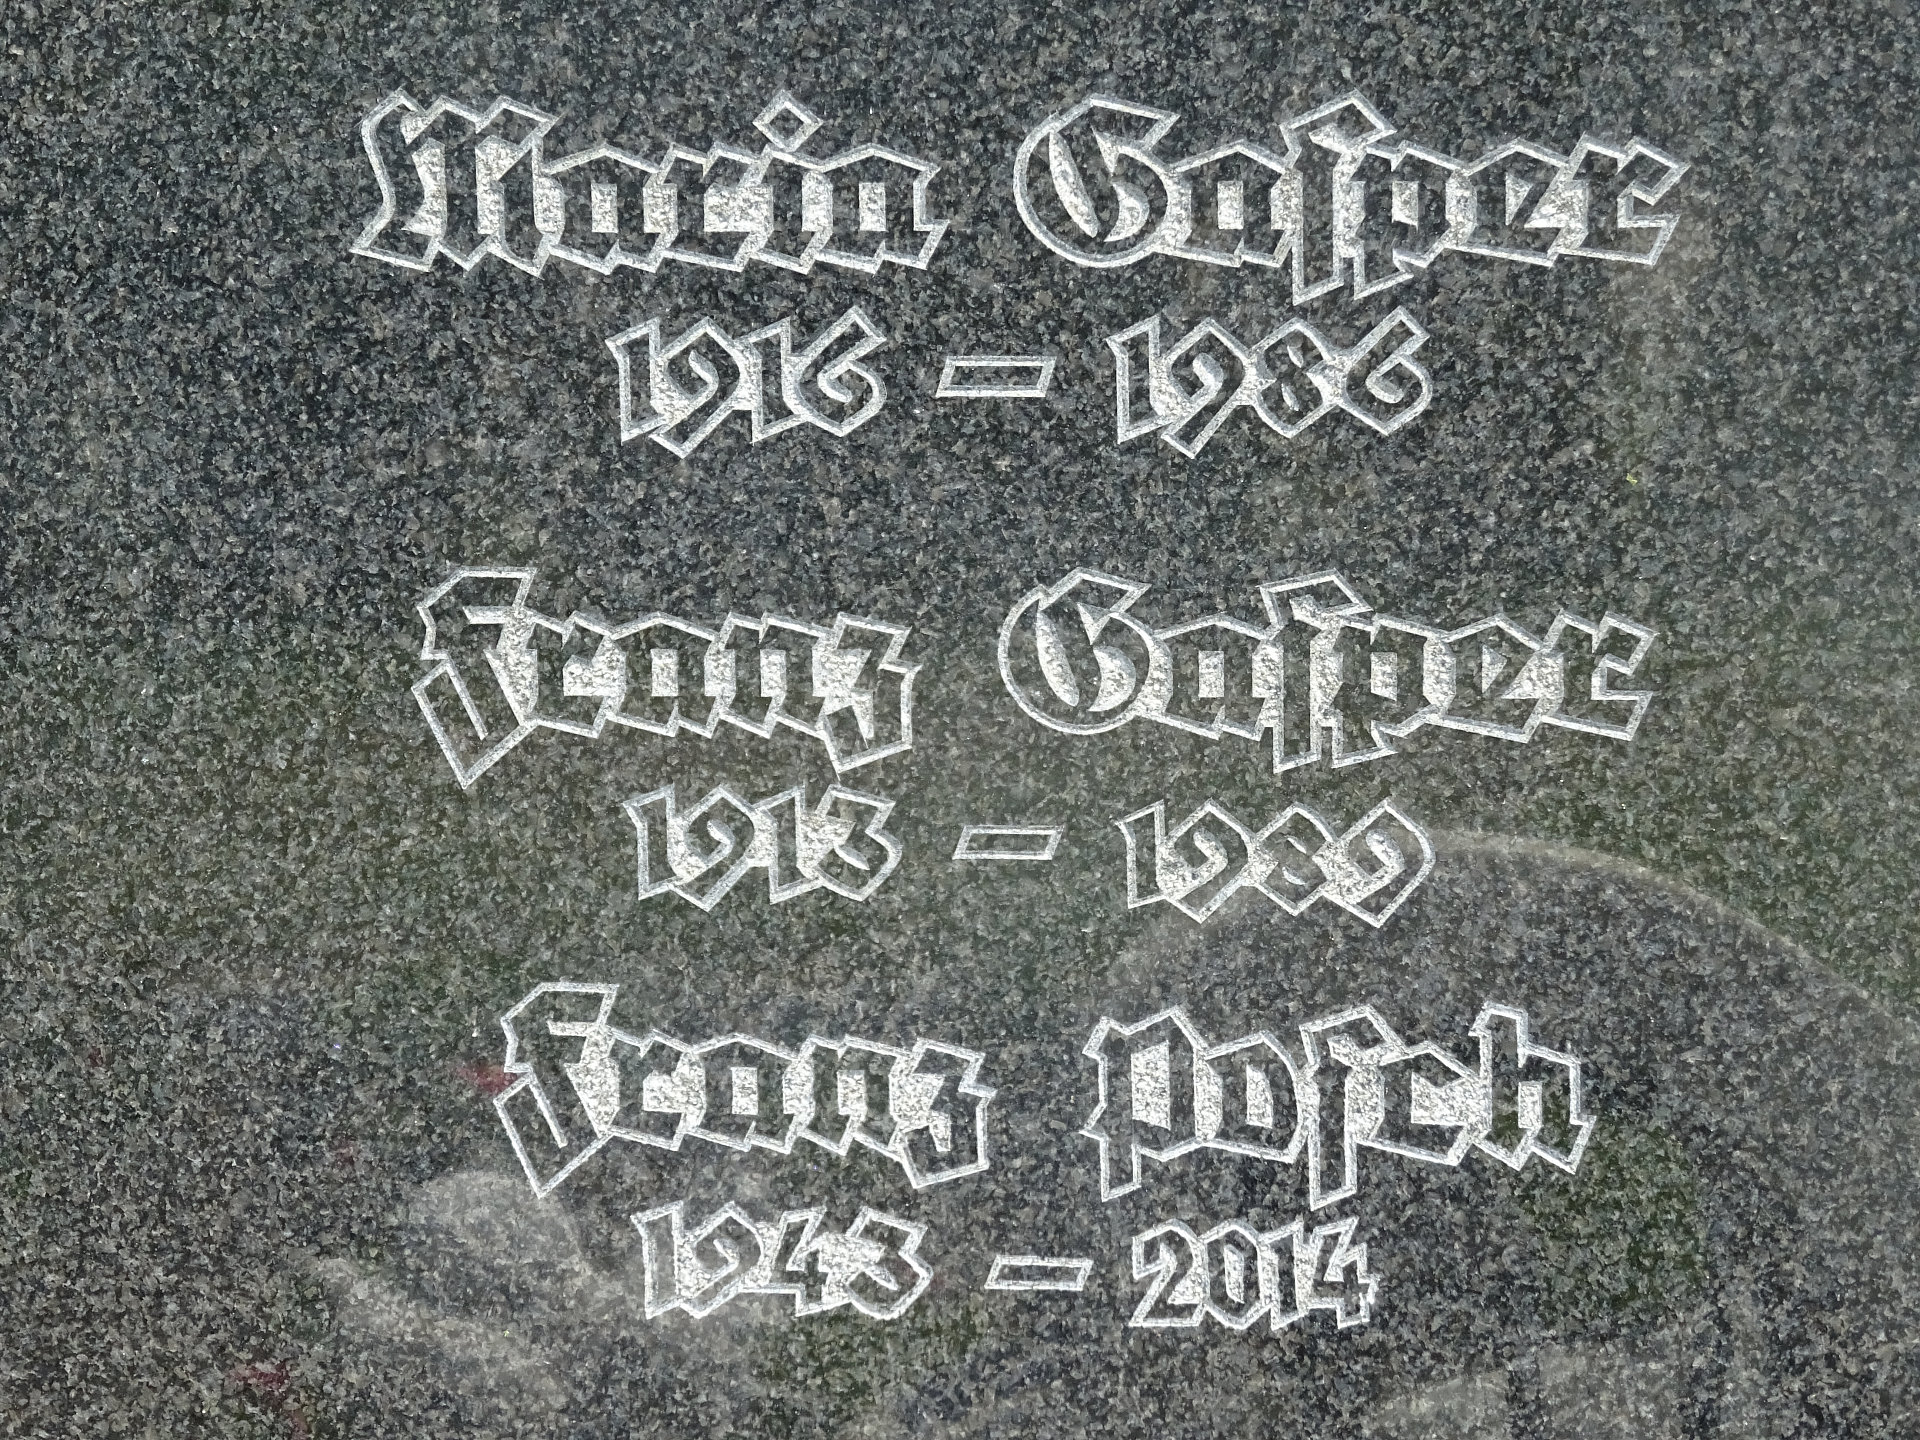 Maria Gaſper
1916 – 1986
Franz Gaſper
1913 – 1989
Franz Poſch
1943 – 2014